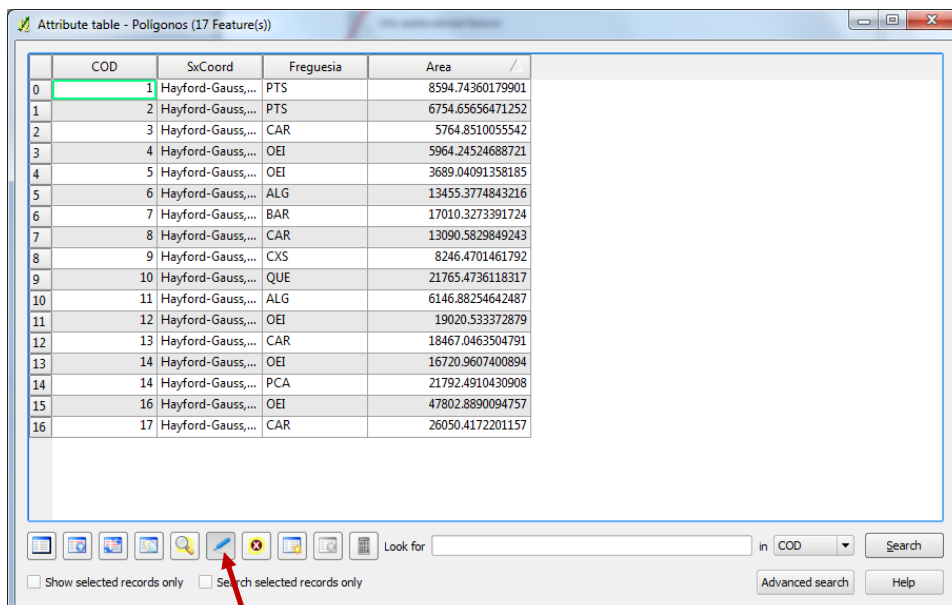 Attribute table - Polígonos (17 Feature(s))
COD SxCoord Freguesia Area
0 1 Hayford-Gauss,... PTS 8594.74360179901
1 2 Hayford-Gauss,... PTS 6754.65656471252
2 3 Hayford-Gauss,... CAR 5764.8510055542
3 4 Hayford-Gauss,... OEI 5964.24524688721
4 5 Hayford-Gauss,... OEI 3689.04091358185
5 6 Hayford-Gauss,... ALG 13455.3774843216
6 7 Hayford-Gauss,... BAR 17010.3273391724
7 8 Hayford-Gauss,... CAR 13090.5829849243
8 9 Hayford-Gauss,... CXS 8246.4701461792
9 10 Hayford-Gauss,... QUE 21765.4736118317
10 11 Hayford-Gauss,... ALG 6146.88254642487
11 12 Hayford-Gauss,... OEI 19020.533372879
12 13 Hayford-Gauss,... CAR 18467.0463504791
13 14 Hayford-Gauss,... OEI 16720.9607400894
14 14 Hayford-Gauss,... PCA 21792.4910430908
15 16 Hayford-Gauss,... OEI 47802.8890094757
16 17 Hayford-Gauss,... CAR 26050.4172201157
Look for in COD Search
Show selected records only Search selected records only Advanced search Help